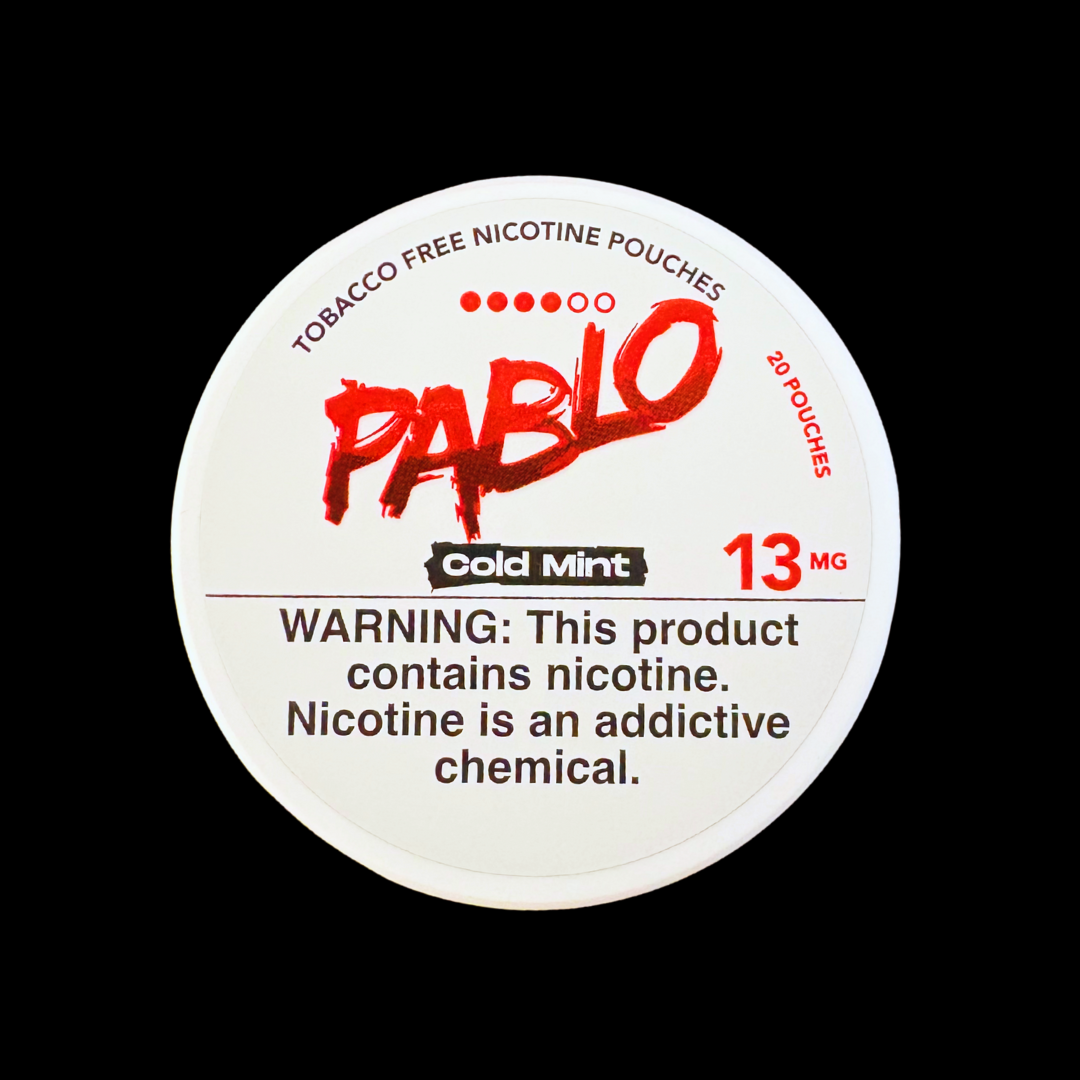 TOBACCO FREE NICOTINE POUCHES
PABLO
20 POUCHES
Cold Mint
13 MG
WARNING: This product
contains nicotine.
Nicotine is an addictive
chemical.